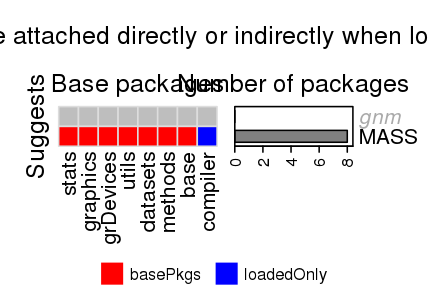 e attached directly or indirectly when lo
Base packages
Number of packages
Suggests
gnm
MASS
stats
graphics
grDevices
utils
datasets
methods
base
compiler
0 2 4 6 8
basePkgs
loadedOnly